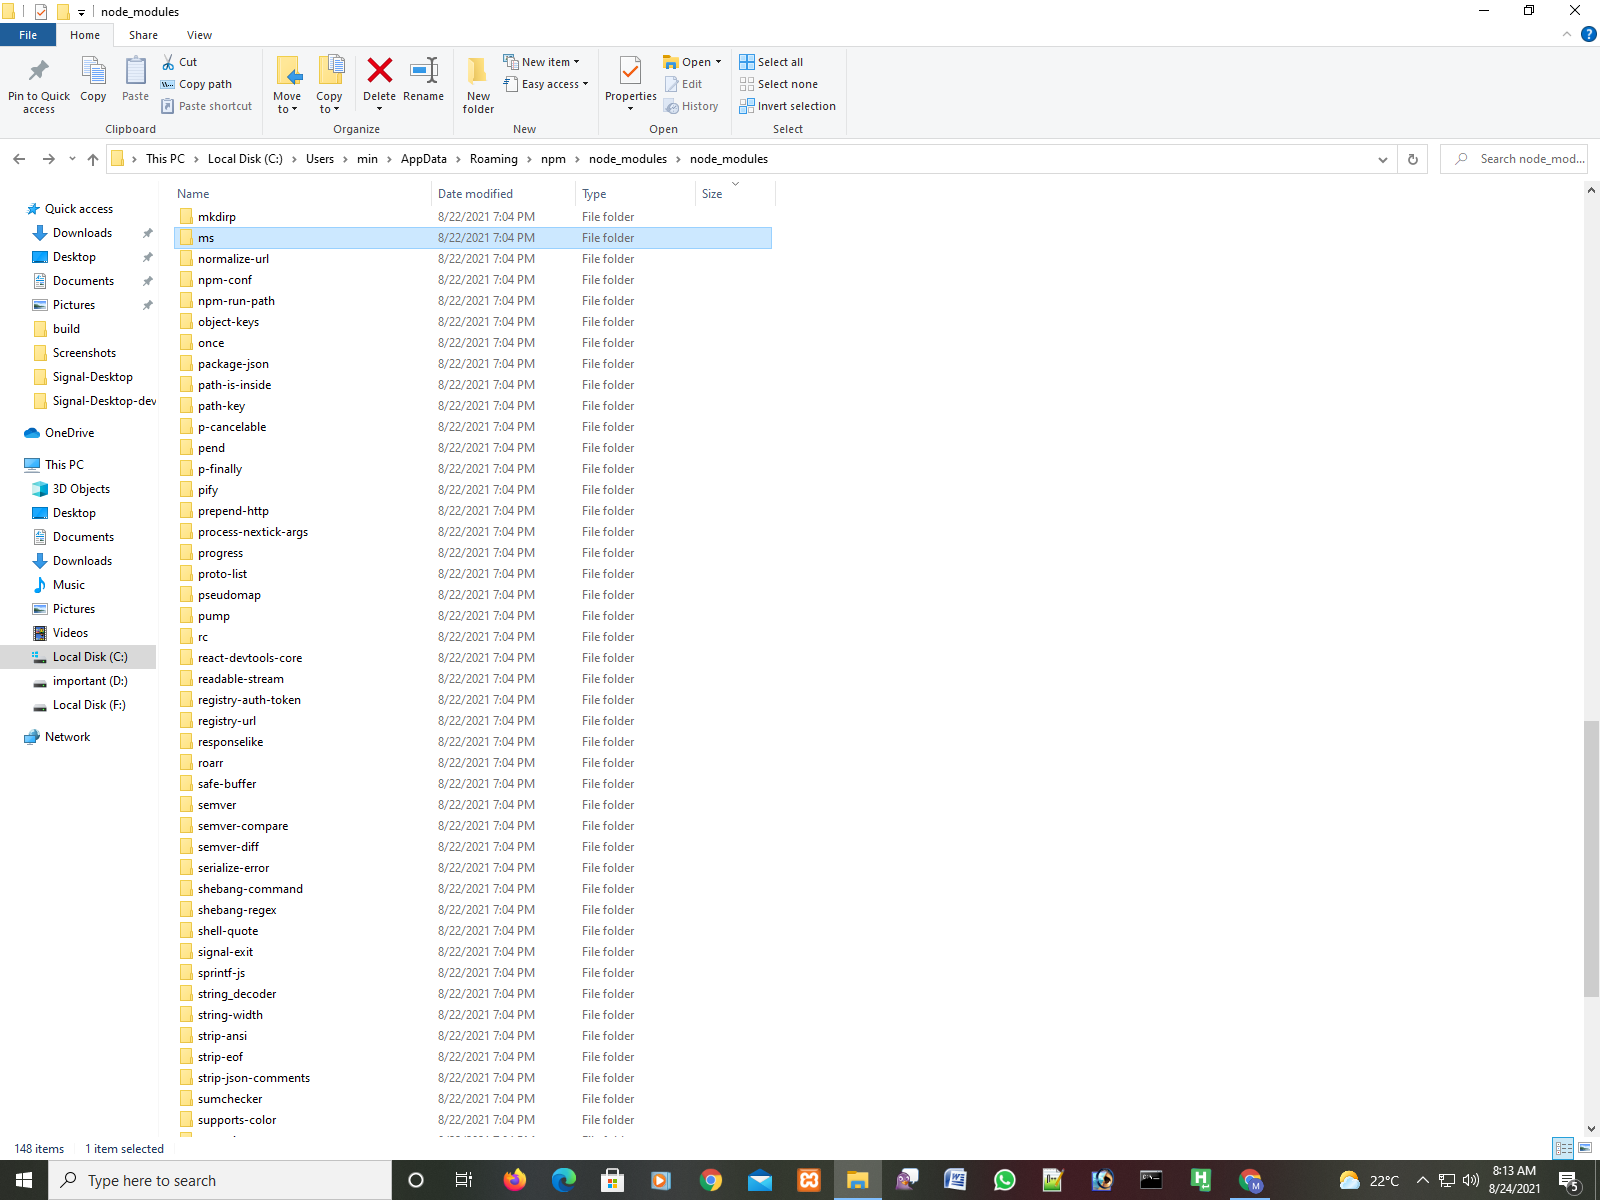 node_modules
File Home Share View
Pin to Quick access
Copy
Paste
Cut
Copy path
Paste shortcut
Clipboard
Move to
Copy to
Delete
Rename
Organize
New folder
New item
Easy access
New
Properties
Open
Edit
History
Open
Select all
Select none
Invert selection
Select
This PC › Local Disk (C:) › Users › min › AppData › Roaming › npm › node_modules › node_modules
Search node_mod...
Quick access
Downloads
Desktop
Documents
Pictures
build
Screenshots
Signal-Desktop
Signal-Desktop-dev
OneDrive
This PC
3D Objects
Desktop
Documents
Downloads
Music
Pictures
Videos
Local Disk (C:)
important (D:)
Local Disk (F:)
Network
Name Date modified Type Size
mkdirp 8/22/2021 7:04 PM File folder
ms 8/22/2021 7:04 PM File folder
normalize-url 8/22/2021 7:04 PM File folder
npm-conf 8/22/2021 7:04 PM File folder
npm-run-path 8/22/2021 7:04 PM File folder
object-keys 8/22/2021 7:04 PM File folder
once 8/22/2021 7:04 PM File folder
package-json 8/22/2021 7:04 PM File folder
path-is-inside 8/22/2021 7:04 PM File folder
path-key 8/22/2021 7:04 PM File folder
p-cancelable 8/22/2021 7:04 PM File folder
pend 8/22/2021 7:04 PM File folder
p-finally 8/22/2021 7:04 PM File folder
pify 8/22/2021 7:04 PM File folder
prepend-http 8/22/2021 7:04 PM File folder
process-nextick-args 8/22/2021 7:04 PM File folder
progress 8/22/2021 7:04 PM File folder
proto-list 8/22/2021 7:04 PM File folder
pseudomap 8/22/2021 7:04 PM File folder
pump 8/22/2021 7:04 PM File folder
rc 8/22/2021 7:04 PM File folder
react-devtools-core 8/22/2021 7:04 PM File folder
readable-stream 8/22/2021 7:04 PM File folder
registry-auth-token 8/22/2021 7:04 PM File folder
registry-url 8/22/2021 7:04 PM File folder
responselike 8/22/2021 7:04 PM File folder
roarr 8/22/2021 7:04 PM File folder
safe-buffer 8/22/2021 7:04 PM File folder
semver 8/22/2021 7:04 PM File folder
semver-compare 8/22/2021 7:04 PM File folder
semver-diff 8/22/2021 7:04 PM File folder
serialize-error 8/22/2021 7:04 PM File folder
shebang-command 8/22/2021 7:04 PM File folder
shebang-regex 8/22/2021 7:04 PM File folder
shell-quote 8/22/2021 7:04 PM File folder
signal-exit 8/22/2021 7:04 PM File folder
sprintf-js 8/22/2021 7:04 PM File folder
string_decoder 8/22/2021 7:04 PM File folder
string-width 8/22/2021 7:04 PM File folder
strip-ansi 8/22/2021 7:04 PM File folder
strip-eof 8/22/2021 7:04 PM File folder
strip-json-comments 8/22/2021 7:04 PM File folder
sumchecker 8/22/2021 7:04 PM File folder
supports-color 8/22/2021 7:04 PM File folder
148 items 1 item selected
Type here to search
22°C
8:13 AM
8/24/2021
5